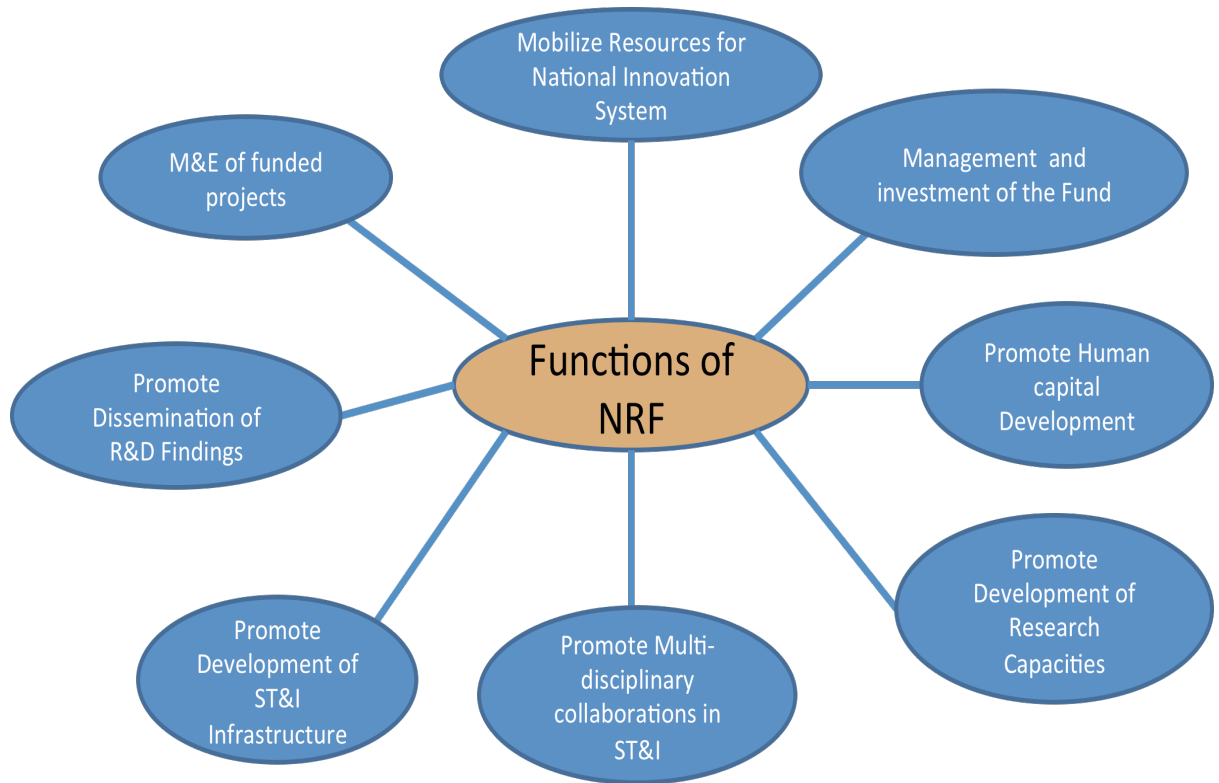 Mobilize Resources for
National Innovation
System
M&E of funded
projects
Management and
investment of the Fund
Functions of
NRF
Promote Human
capital
Development
Promote
Dissemination of
R&D Findings
Promote
Development of
Research
Capacities
Promote
Development of
ST&I
Infrastructure
Promote Multi-
disciplinary
collaborations in
ST&I